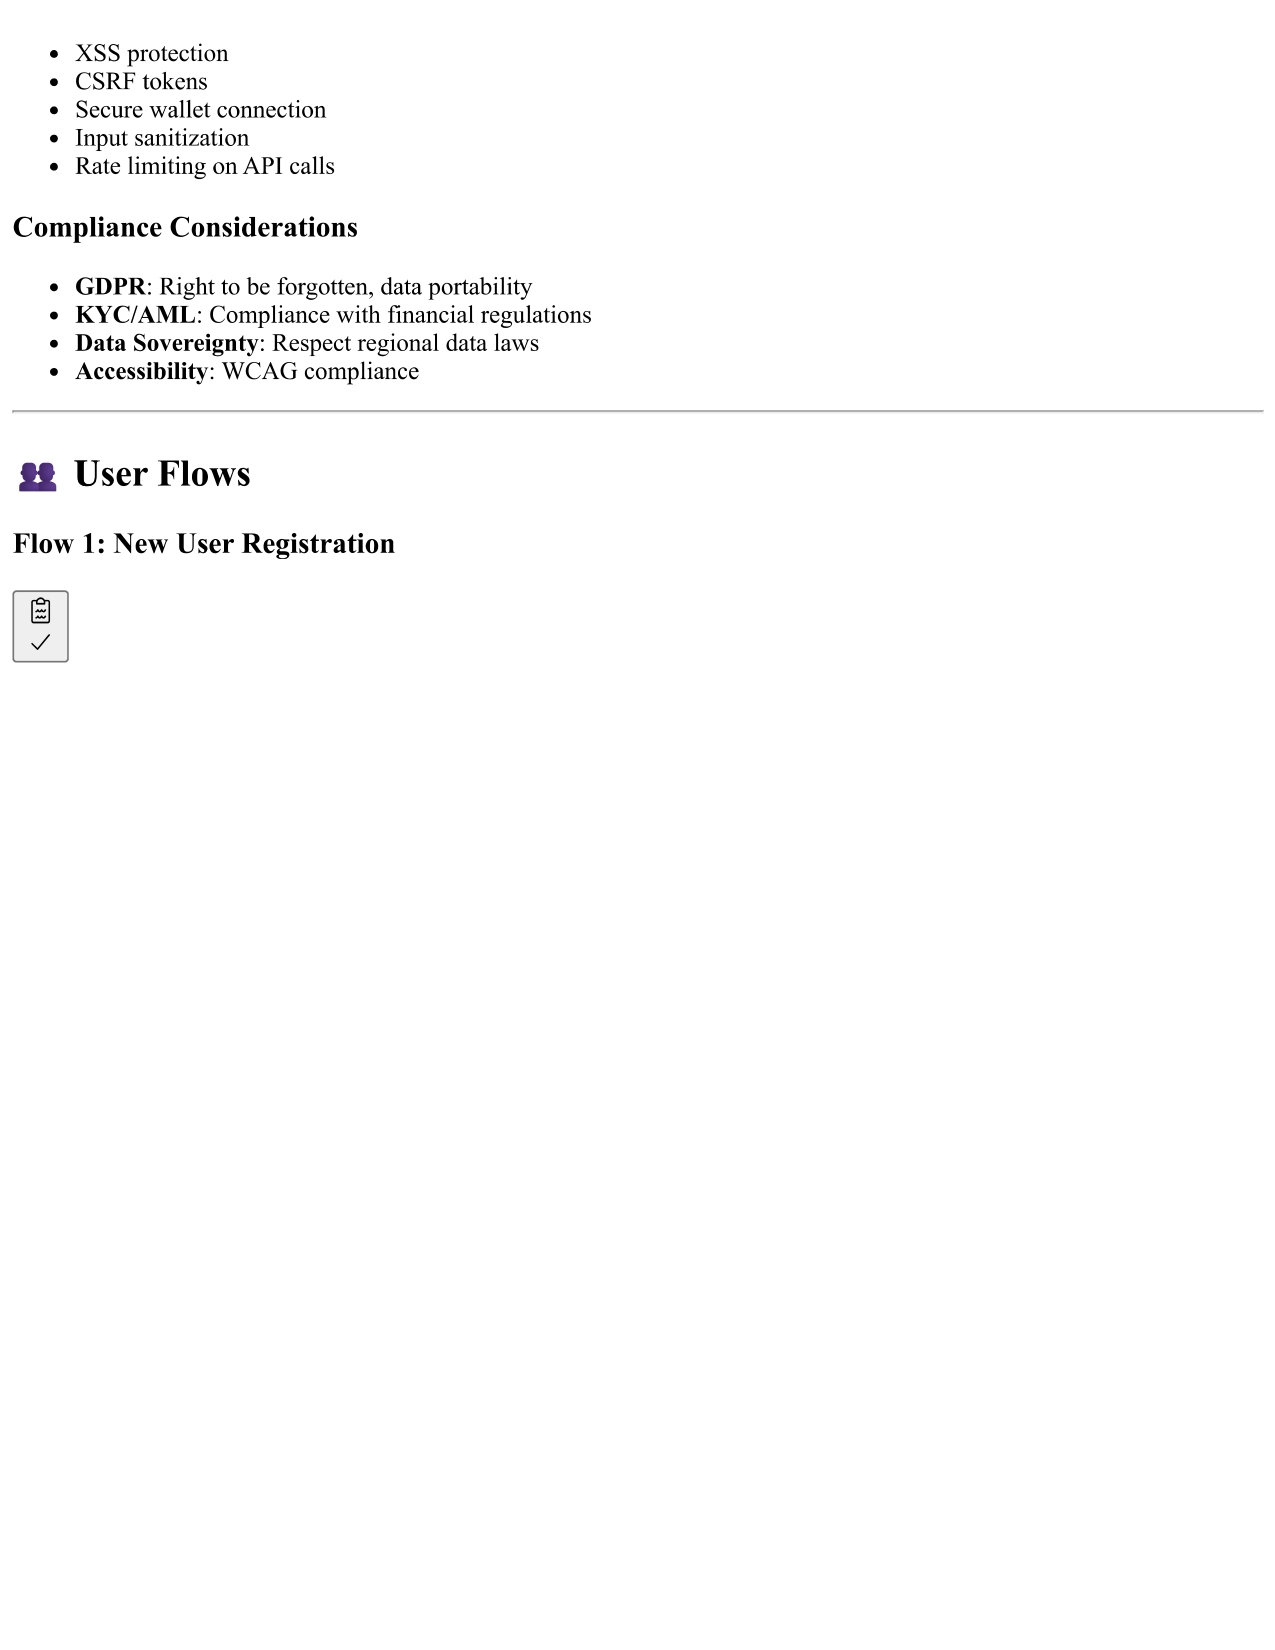 XSS protection
CSRF tokens
Secure wallet connection
Input sanitization
Rate limiting on API calls
Compliance Considerations
GDPR: Right to be forgotten, data portability
KYC/AML: Compliance with financial regulations
Data Sovereignty: Respect regional data laws
Accessibility: WCAG compliance
User Flows
Flow 1: New User Registration